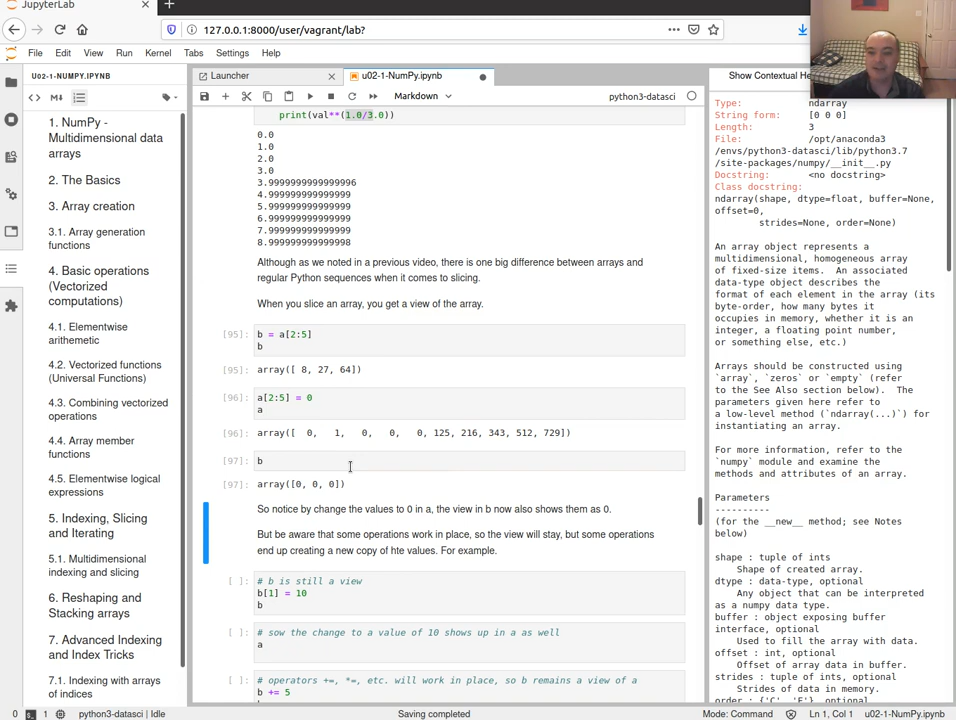 JupyterLab
127.0.0.1:8000/user/vagrant/lab?
File Edit View Run Kernel Tabs Settings Help
U02-1-NUMPY.IPYNB
1. NumPy -
Multidimensional data
arrays
2. The Basics
3. Array creation
3.1. Array generation
functions
4. Basic operations
(Vectorized
computations)
4.1. Elementwise
arithemetic
4.2. Vectorized functions
(Universal Functions)
4.3. Combining vectorized
operations
4.4. Array member
functions
4.5. Elementwise logical
expressions
5. Indexing, Slicing
and Iterating
5.1. Multidimensional
indexing and slicing
6. Reshaping and
Stacking arrays
7. Advanced Indexing
and Index Tricks
7.1. Indexing with arrays
of indices
Launcher
u02-1-NumPy.ipynb
Markdown
python3-datasci
print(val**(1.0/3.0))
0.0
1.0
2.0
3.0
3.9999999999999996
4.999999999999999
5.999999999999999
6.999999999999999
7.999999999999999
8.999999999999998
Although as we noted in a previous video, there is one big difference between arrays and
regular Python sequences when it comes to slicing.
When you slice an array, you get a view of the array.
[95]: b = a[2:5]
b
[95]: array([ 8, 27, 64])
[96]: a[2:5] = 0
a
[96]: array([ 0, 1, 0, 0, 0, 125, 216, 343, 512, 729])
[97]: b
[97]: array([0, 0, 0])
So notice by change the values to 0 in a, the view in b now also shows them as 0.
But be aware that some operations work in place, so the view will stay, but some operations
end up creating a new copy of hte values. For example.
[ ]: # b is still a view
b[1] = 10
b
[ ]: # sow the change to a value of 10 shows up in a as well
a
[ ]: # operators +=, *=, etc. will work in place, so b remains a view of a
b += 5
Show Contextual He
Type: ndarray
String form: [0 0 0]
Length: 3
File: /opt/anaconda3
/envs/python3-datasci/lib/python3.7
/site-packages/numpy/__init__.py
Docstring: <no docstring>
Class docstring:
ndarray(shape, dtype=float, buffer=None,
offset=0,
strides=None, order=None)
An array object represents a
multidimensional, homogeneous array
of fixed-size items. An associated
data-type object describes the
format of each element in the array (its
byte-order, how many bytes it
occupies in memory, whether it is an
integer, a floating point number,
or something else, etc.)
Arrays should be constructed using
`array`, `zeros` or `empty` (refer
to the See Also section below). The
parameters given here refer to
a low-level method (`ndarray(...)`) for
instantiating an array.
For more information, refer to the
`numpy` module and examine the
methods and attributes of an array.
Parameters
----------
(for the __new__ method; see Notes
below)
shape : tuple of ints
Shape of created array.
dtype : data-type, optional
Any object that can be interpreted
as a numpy data type.
buffer : object exposing buffer
interface, optional
Used to fill the array with data.
offset : int, optional
Offset of array data in buffer.
strides : tuple of ints, optional
Strides of data in memory.
order : {'C', 'F'}, optional
0 1 python3-datasci | Idle Saving completed Mode: Command Ln 1, Col 1 u02-1-NumPy.ipynb